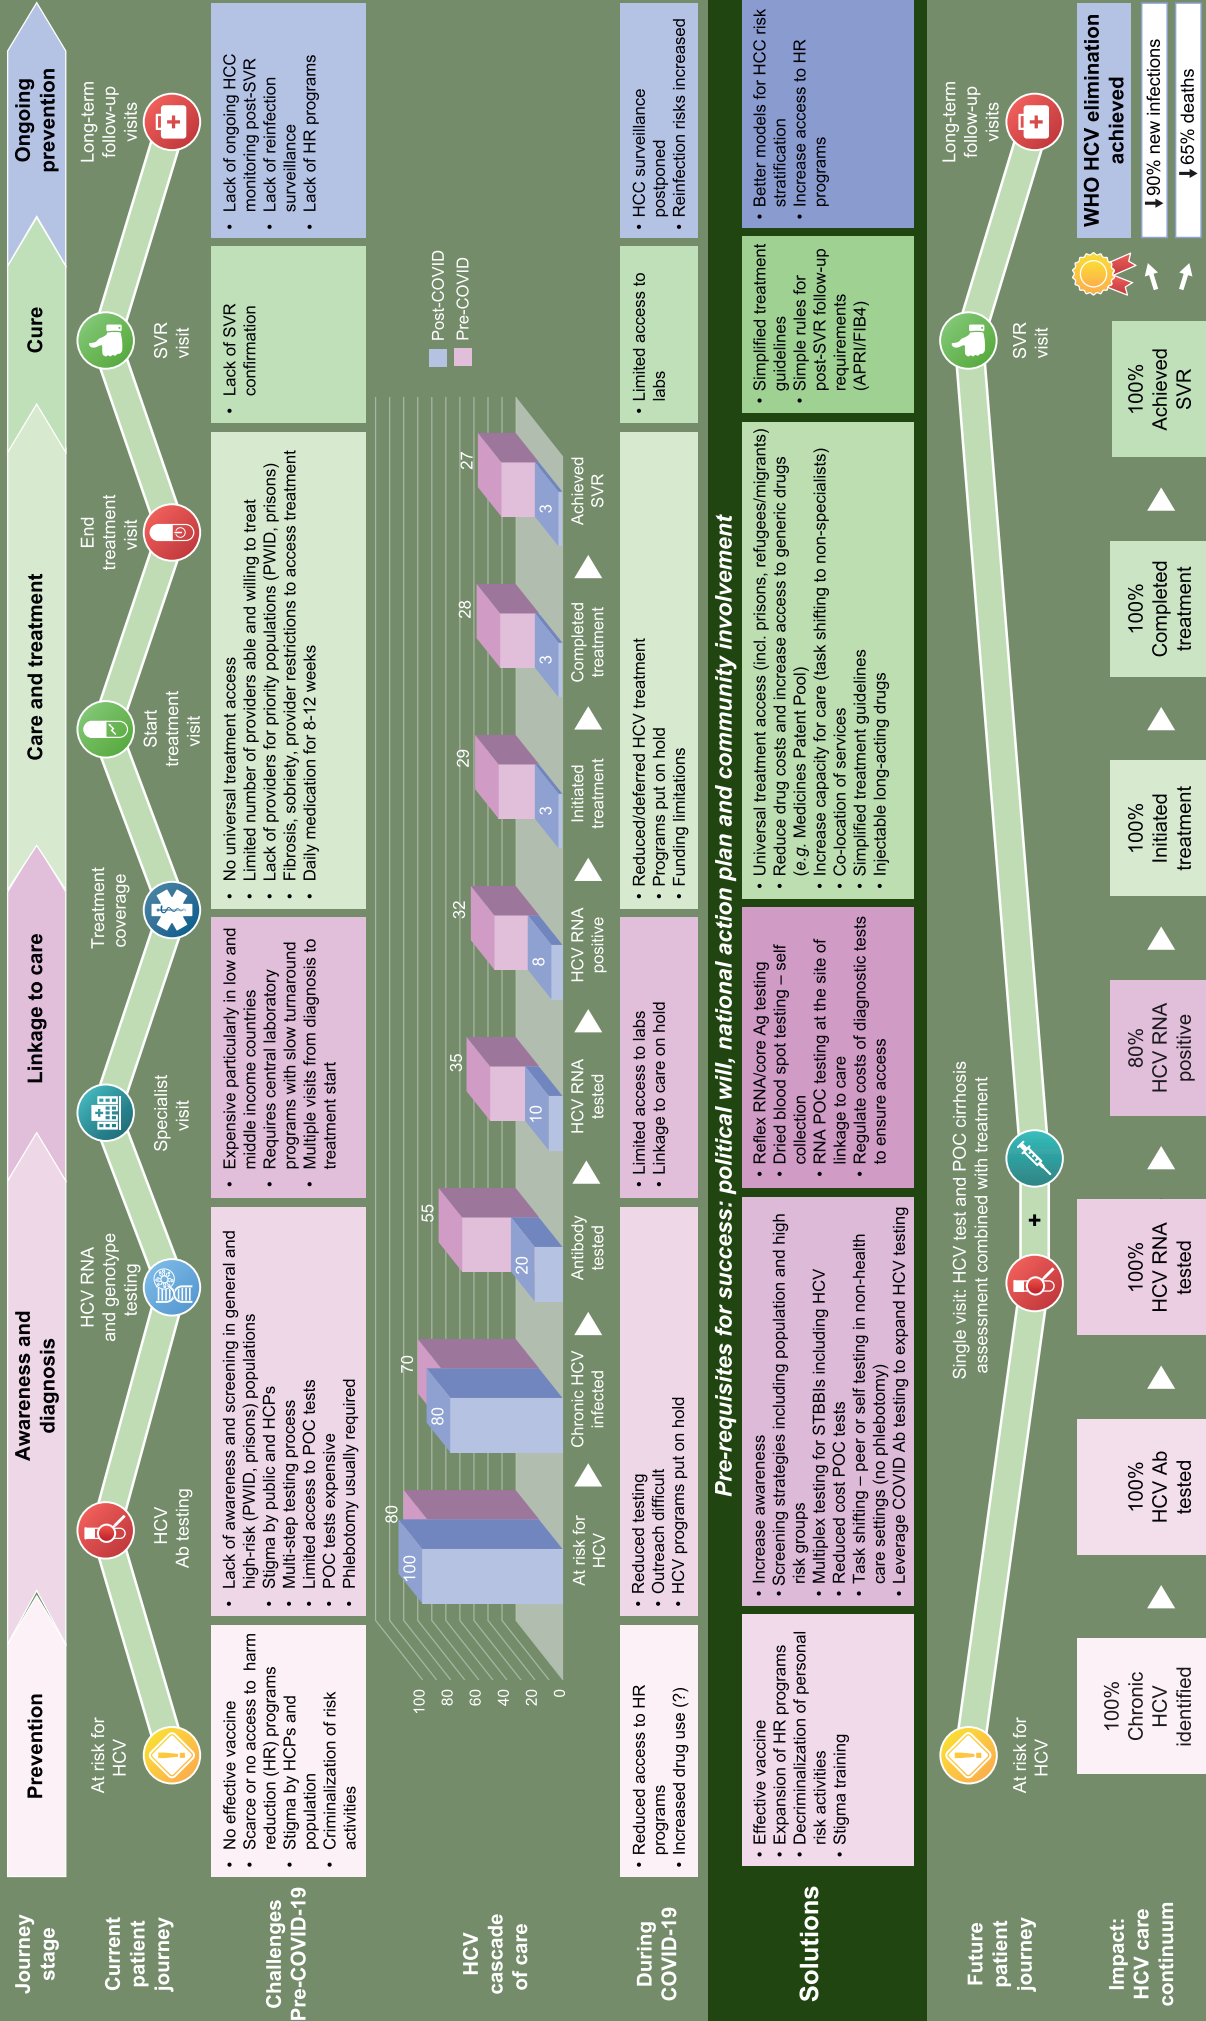 Journey
stage
Prevention
Awareness and
diagnosis
Linkage to care
Care and treatment
Cure
Ongoing
prevention
Current
patient
journey
At risk for
HCV
HCV
Ab testing
HCV RNA
and genotype
testing
Specialist
visit
Treatment
coverage
Start
treatment
visit
End
treatment
visit
SVR
visit
Long-term
follow-up
visits
Challenges
Pre-COVID-19
• No effective vaccine
• Scarce or no access to harm
reduction (HR) programs
• Stigma by HCPs and
population
• Criminalization of risk
activities
• Lack of awareness and screening in general and
high-risk (PWID, prisons) populations
• Stigma by public and HCPs
• Multi-step testing process
• Limited access to POC tests
• POC tests expensive
• Phlebotomy usually required
• Expensive particularly in low and
middle income countries
• Requires central laboratory
programs with slow turnaround
• Multiple visits from diagnosis to
treatment start
• No universal treatment access
• Limited number of providers able and willing to treat
• Lack of providers for priority populations (PWID, prisons)
• Fibrosis, sobriety, provider restrictions to access treatment
• Daily medication for 8-12 weeks
• Lack of SVR
confirmation
• Lack of ongoing HCC
monitoring post-SVR
• Lack of reinfection
surveillance
• Lack of HR programs
HCV
cascade
of care
100
80
60
40
20
0
100
80
80
70
20
55
10
35
8
32
3
29
3
28
3
27
Post-COVID
Pre-COVID
At risk for
HCV
Chronic HCV
infected
Antibody
tested
HCV RNA
tested
HCV RNA
positive
Initiated
treatment
Completed
treatment
Achieved
SVR
During
COVID-19
• Reduced access to HR
programs
• Increased drug use (?)
• Reduced testing
• Outreach difficult
• HCV programs put on hold
• Limited access to labs
• Linkage to care on hold
• Reduced/deferred HCV treatment
• Programs put on hold
• Funding limitations
• Limited access to
labs
• HCC surveillance
postponed
• Reinfection risks increased
Pre-requisites for success: political will, national action plan and community involvement
Solutions
• Effective vaccine
• Expansion of HR programs
• Decriminalization of personal
risk activities
• Stigma training
• Increase awareness
• Screening strategies including population and high
risk groups
• Multiplex testing for STBBIs including HCV
• Reduced cost POC tests
• Task shifting – peer or self testing in non-health
care settings (no phlebotomy)
• Leverage COVID Ab testing to expand HCV testing
• Reflex RNA/core Ag testing
• Dried blood spot testing – self
collection
• RNA POC testing at the site of
linkage to care
• Regulate costs of diagnostic tests
to ensure access
• Universal treatment access (incl. prisons, refugees/migrants)
• Reduce drug costs and increase access to generic drugs
(e.g. Medicines Patent Pool)
• Increase capacity for care (task shifting to non-specialists)
• Co-location of services
• Simplified treatment guidelines
• Injectable long-acting drugs
• Simplified treatment
guidelines
• Simple rules for
post-SVR follow-up
requirements
(APRI/FIB4)
• Better models for HCC risk
stratification
• Increase access to HR
programs
Future
patient
journey
At risk for
HCV
Single visit: HCV test and POC cirrhosis
assessment combined with treatment
+
SVR
visit
Long-term
follow-up
visits
Impact:
HCV care
continuum
100%
Chronic
HCV
identified
100%
HCV Ab
tested
100%
HCV RNA
tested
80%
HCV RNA
positive
100%
Initiated
treatment
100%
Completed
treatment
100%
Achieved
SVR
WHO HCV elimination
achieved
↓90% new infections
↓65% deaths